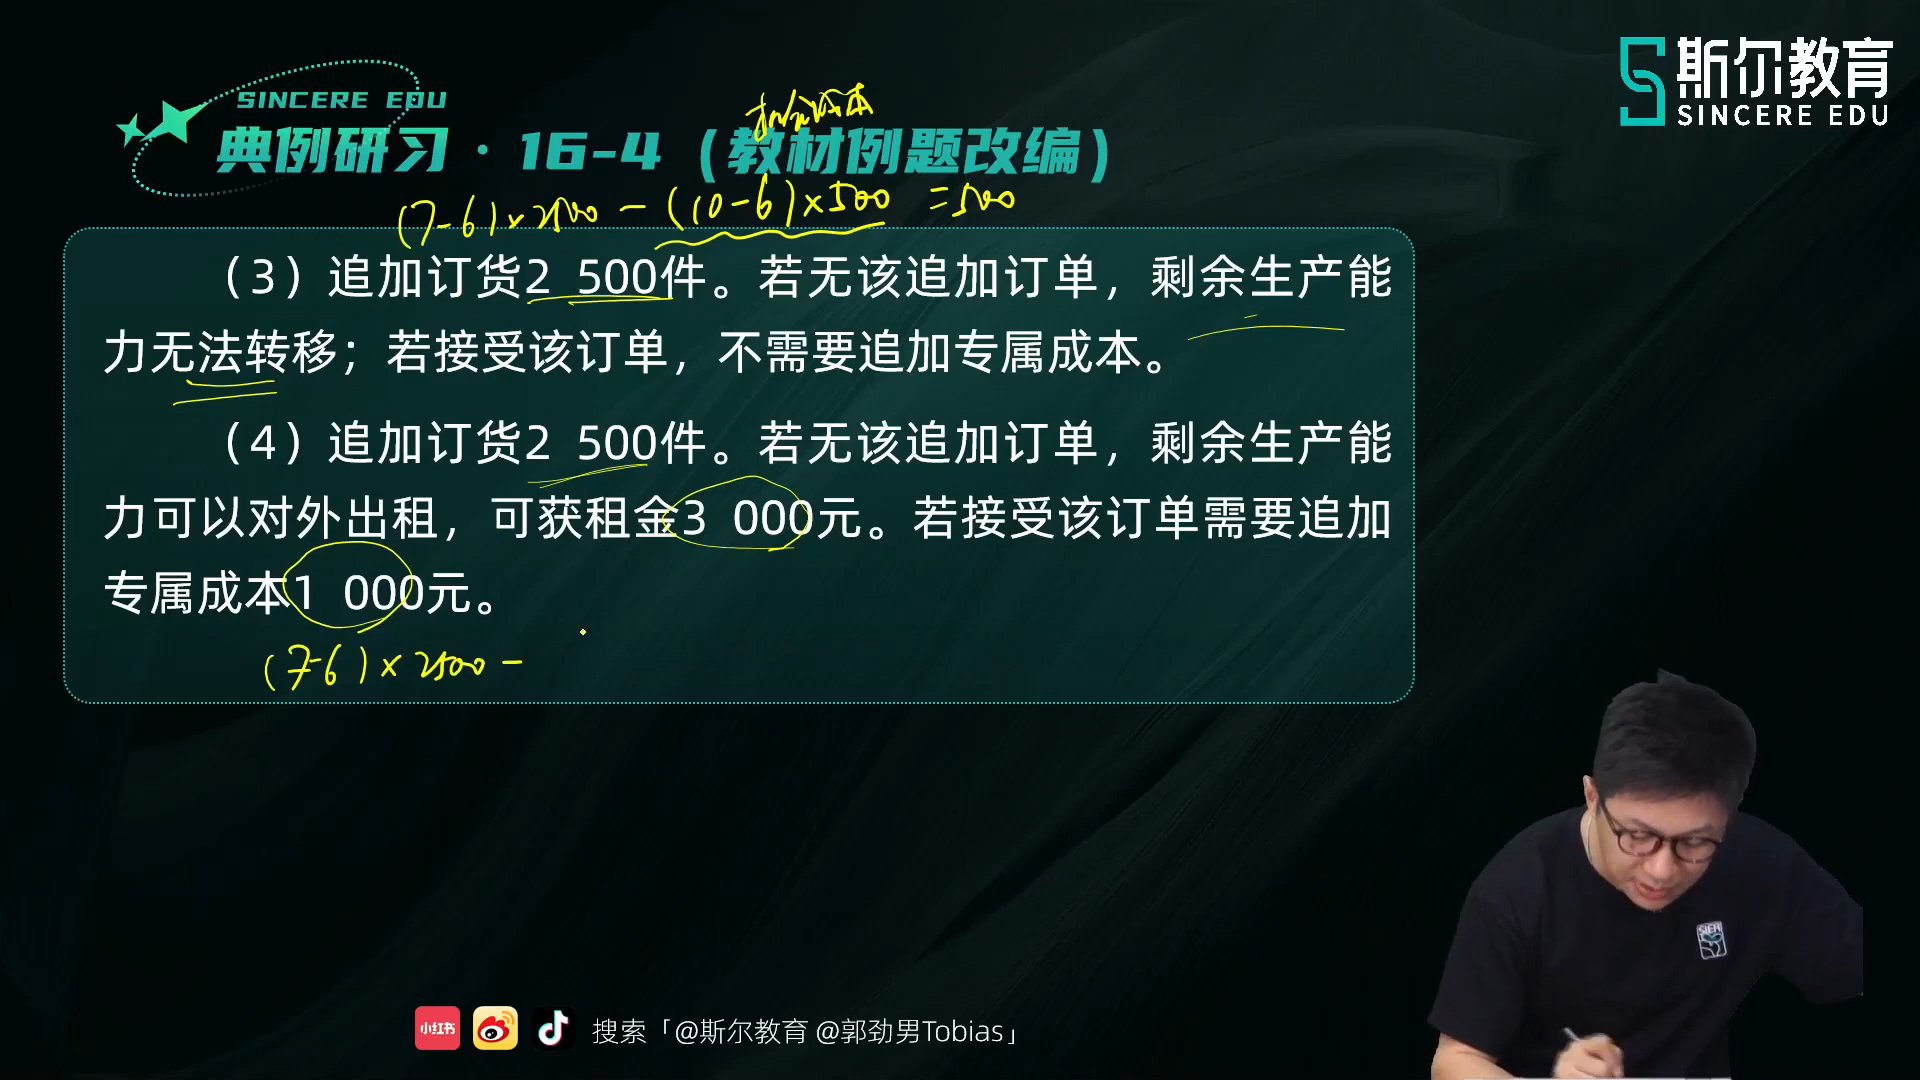 斯尔教育
SINCERE EDU
SINCERE EDU
典例研习·16-4（教材例题改编）
(7-6)×2500-(10-6)×500=500
（3）追加订货2 500件。若无该追加订单，剩余生产能
力无法转移；若接受该订单，不需要追加专属成本。
（4）追加订货2 500件。若无该追加订单，剩余生产能
力可以对外出租，可获租金3 000元。若接受该订单需要追加
专属成本1 000元。
(7-6)×2500-
小红书
搜索「@斯尔教育 @郭劲男Tobias」